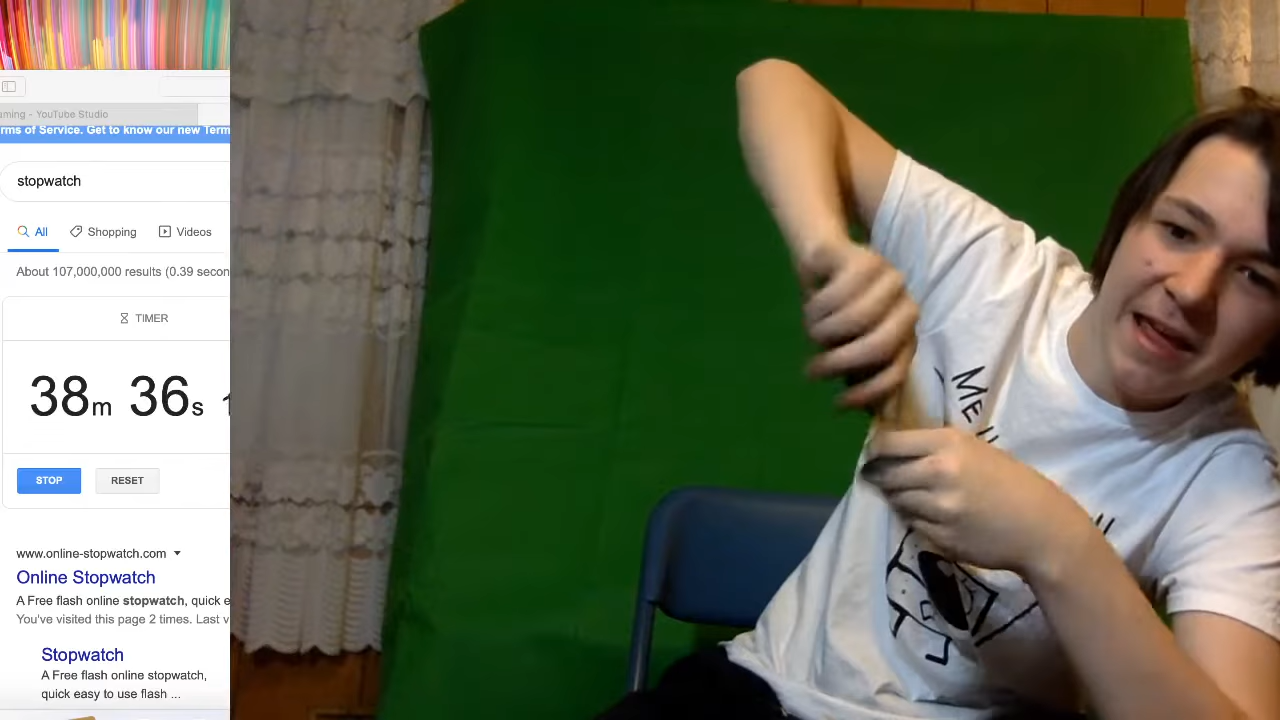 aming - YouTube Studio
rms of Service. Get to know our new Term
stopwatch
All Shopping Videos
About 107,000,000 results (0.39 secon
TIMER
38m 36s 1
STOP RESET
www.online-stopwatch.com
Online Stopwatch
A Free flash online stopwatch, quick e
You've visited this page 2 times. Last v
Stopwatch
A Free flash online stopwatch,
quick easy to use flash ...
ME